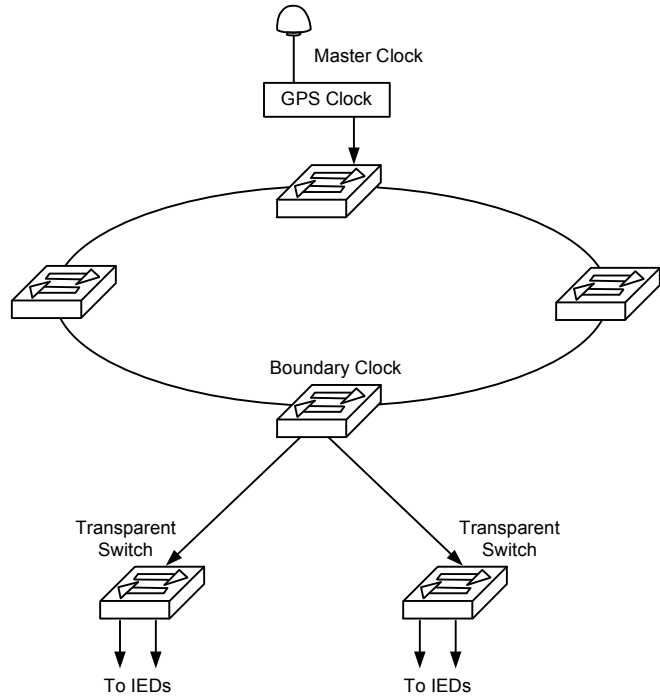 Master Clock
GPS Clock
Boundary Clock
Transparent
Switch
Transparent
Switch
To IEDs
To IEDs